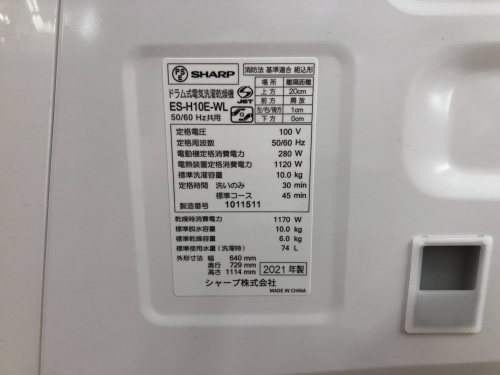 PS E SHARP
消防法 基準適合 組込形
場所 離隔距離
上方 20cm
前方 開放
左/右/後方 1cm
下方 0cm
ドラム式電気洗濯乾燥機
ES-H10E-WL
50/60 Hz共用
JET
定格電圧 100 V
定格周波数 50/60 Hz
電動機定格消費電力 280 W
電熱装置定格消費電力 1120 W
標準洗濯容量 10.0 kg
定格時間 洗いのみ 30 min
標準コース 45 min
製造番号 1011511
乾燥時消費電力 1170 W
標準脱水容量 10.0 kg
標準乾燥容量 6.0 kg
標準使用水量(洗濯時) 74 L
外形寸法 幅 640 mm
奥行 729 mm
高さ 1114 mm
2021年製
シャープ株式会社
MADE IN CHINA